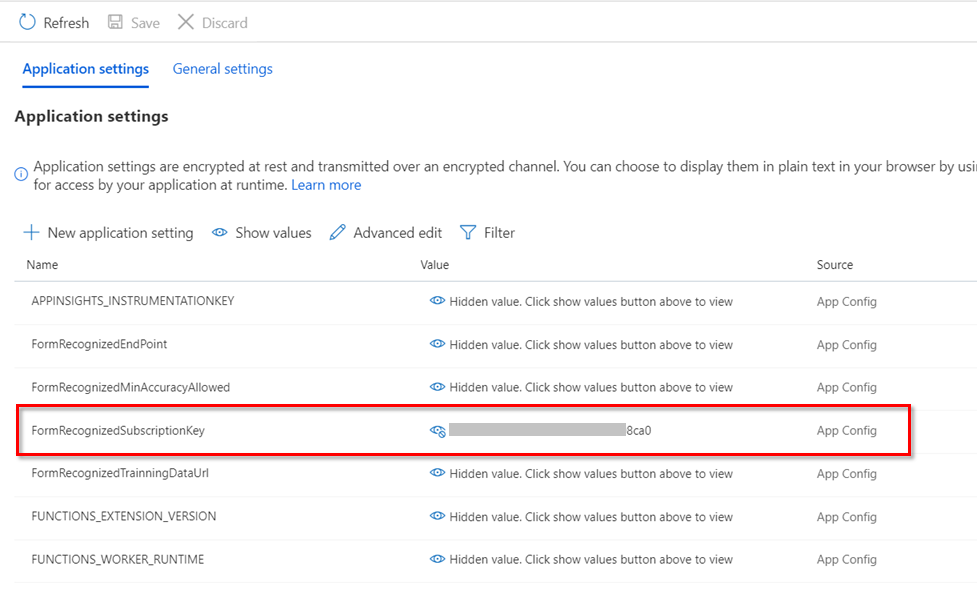 Refresh Save Discard
Application settings General settings
Application settings
Application settings are encrypted at rest and transmitted over an encrypted channel. You can choose to display them in plain text in your browser by usin
for access by your application at runtime. Learn more
New application setting Show values Advanced edit Filter
Name Value Source
APPINSIGHTS_INSTRUMENTATIONKEY Hidden value. Click show values button above to view App Config
FormRecognizedEndPoint Hidden value. Click show values button above to view App Config
FormRecognizedMinAccuracyAllowed Hidden value. Click show values button above to view App Config
FormRecognizedSubscriptionKey 8ca0 App Config
FormRecognizedTrainningDataUrl Hidden value. Click show values button above to view App Config
FUNCTIONS_EXTENSION_VERSION Hidden value. Click show values button above to view App Config
FUNCTIONS_WORKER_RUNTIME Hidden value. Click show values button above to view App Config